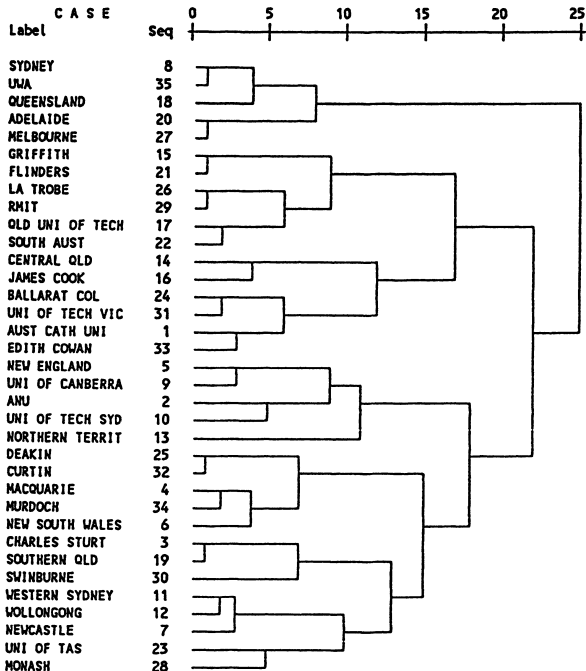 C A S E 0 5 10 15 20 25
Label Seq
SYDNEY 8
UWA 35
QUEENSLAND 18
ADELAIDE 20
MELBOURNE 27
GRIFFITH 15
FLINDERS 21
LA TROBE 26
RMIT 29
QLD UNI OF TECH 17
SOUTH AUST 22
CENTRAL QLD 14
JAMES COOK 16
BALLARAT COL 24
UNI OF TECH VIC 31
AUST CATH UNI 1
EDITH COWAN 33
NEW ENGLAND 5
UNI OF CANBERRA 9
ANU 2
UNI OF TECH SYD 10
NORTHERN TERRIT 13
DEAKIN 25
CURTIN 32
MACQUARIE 4
MURDOCH 34
NEW SOUTH WALES 6
CHARLES STURT 3
SOUTHERN QLD 19
SWINBURNE 30
WESTERN SYDNEY 11
WOLLONGONG 12
NEWCASTLE 7
UNI OF TAS 23
MONASH 28